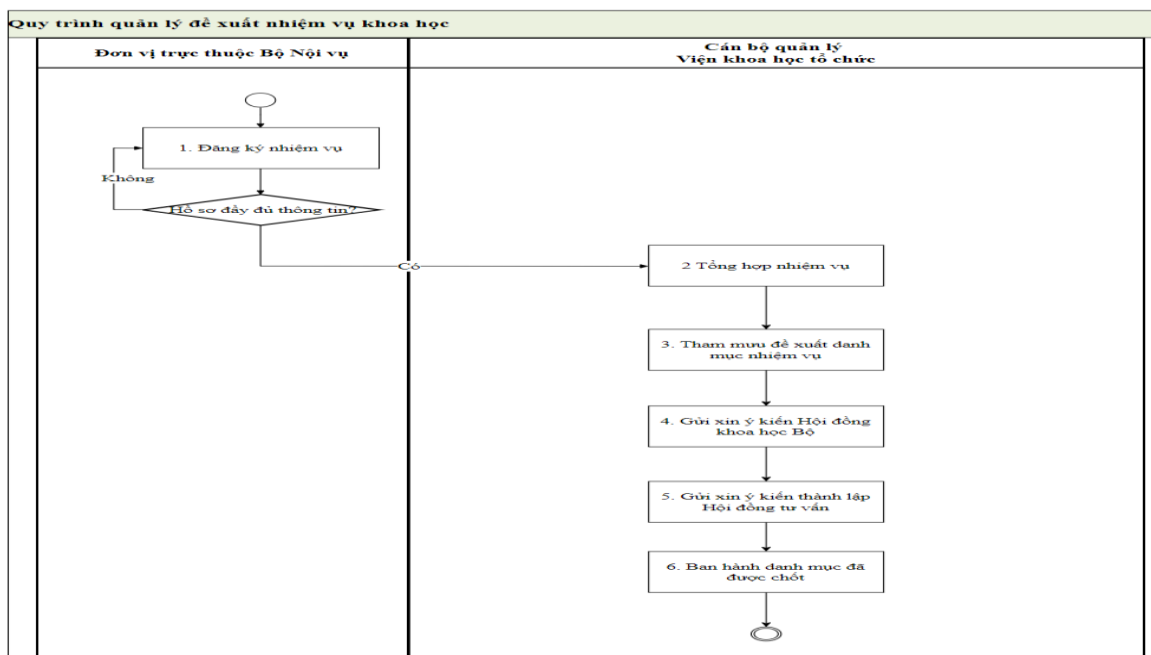 Quy trình quản lý đề xuất nhiệm vụ khoa học
Đơn vị trực thuộc Bộ Nội vụ
Cán bộ quản lý
Viện khoa học tổ chức
1. Đăng ký nhiệm vụ
Không
Hồ sơ đầy đủ thông tin?
Có
2 Tổng hợp nhiệm vụ
3. Tham mưu đề xuất danh
mục nhiệm vụ
4. Gửi xin ý kiến Hội đồng
khoa học Bộ
5. Gửi xin ý kiến thành lập
Hội đồng tư vấn
6. Ban hành danh mục đã
được chốt